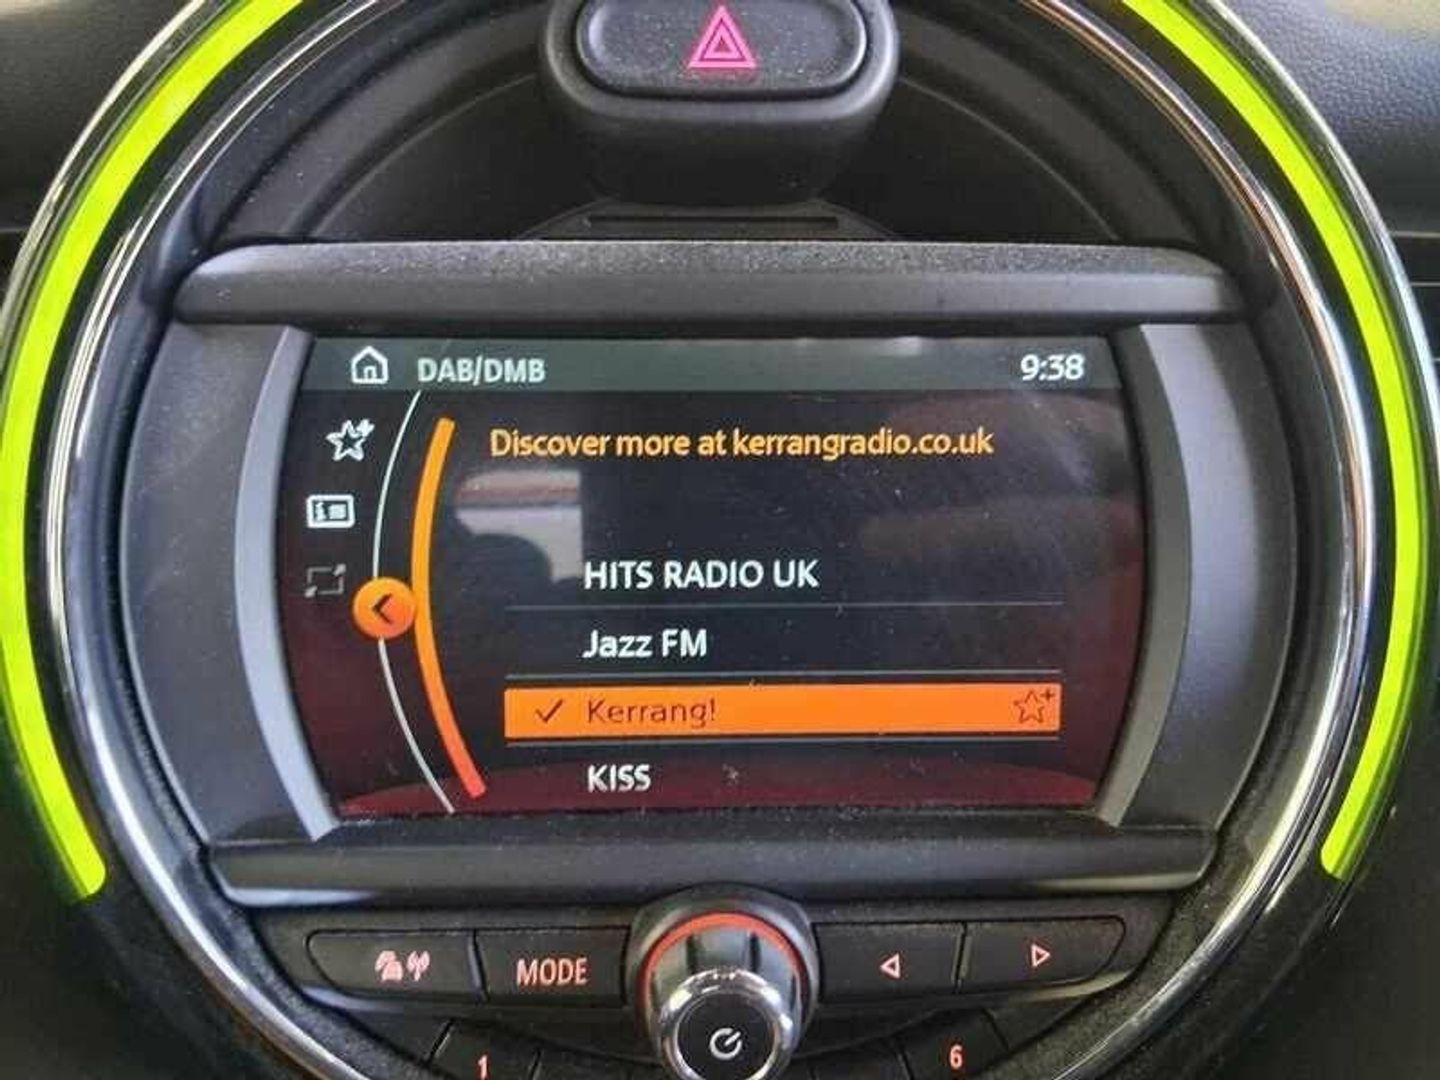 DAB/DMB 9:38
Discover more at kerrangradio.co.uk
HITS RADIO UK
Jazz FM
Kerrang!
KISS
MODE
1 6